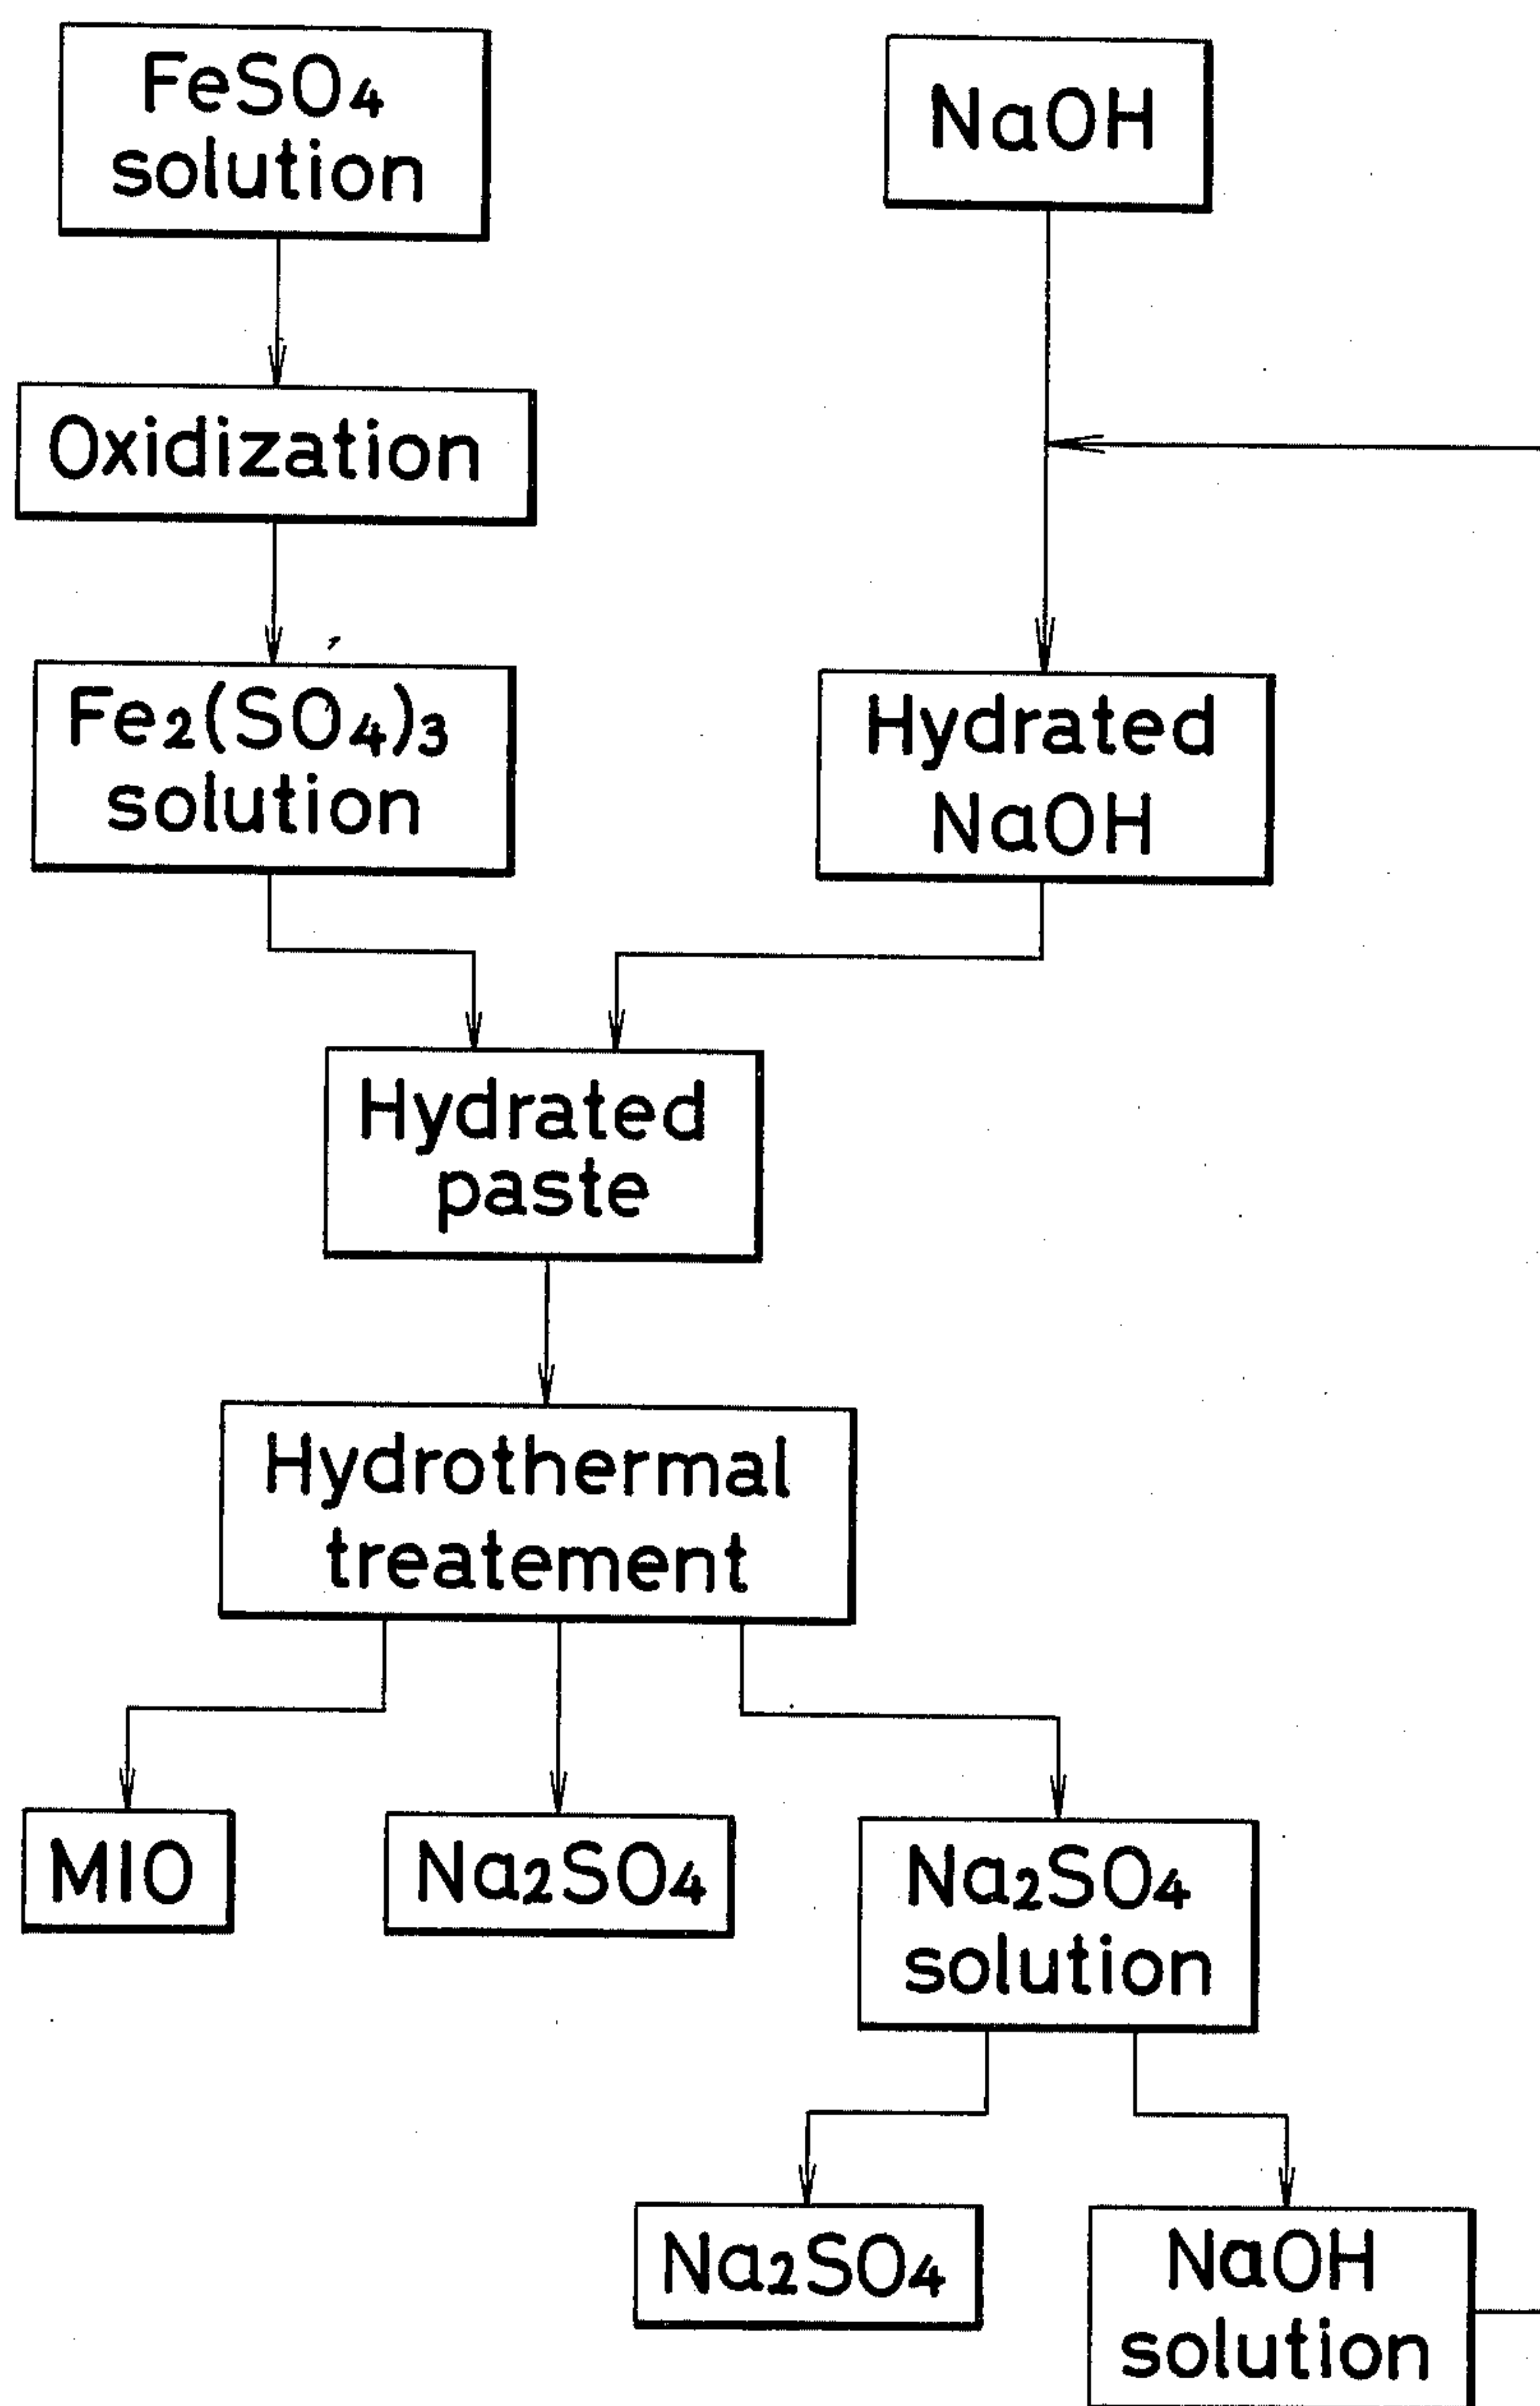 FeSO₄
solution
NaOH
Oxidization
Fe₂(SO₄)₃
solution
Hydrated
NaOH
Hydrated
paste
Hydrothermal
treatement
MIO
Na₂SO₄
Na₂SO₄
solution
Na₂SO₄
NaOH
solution